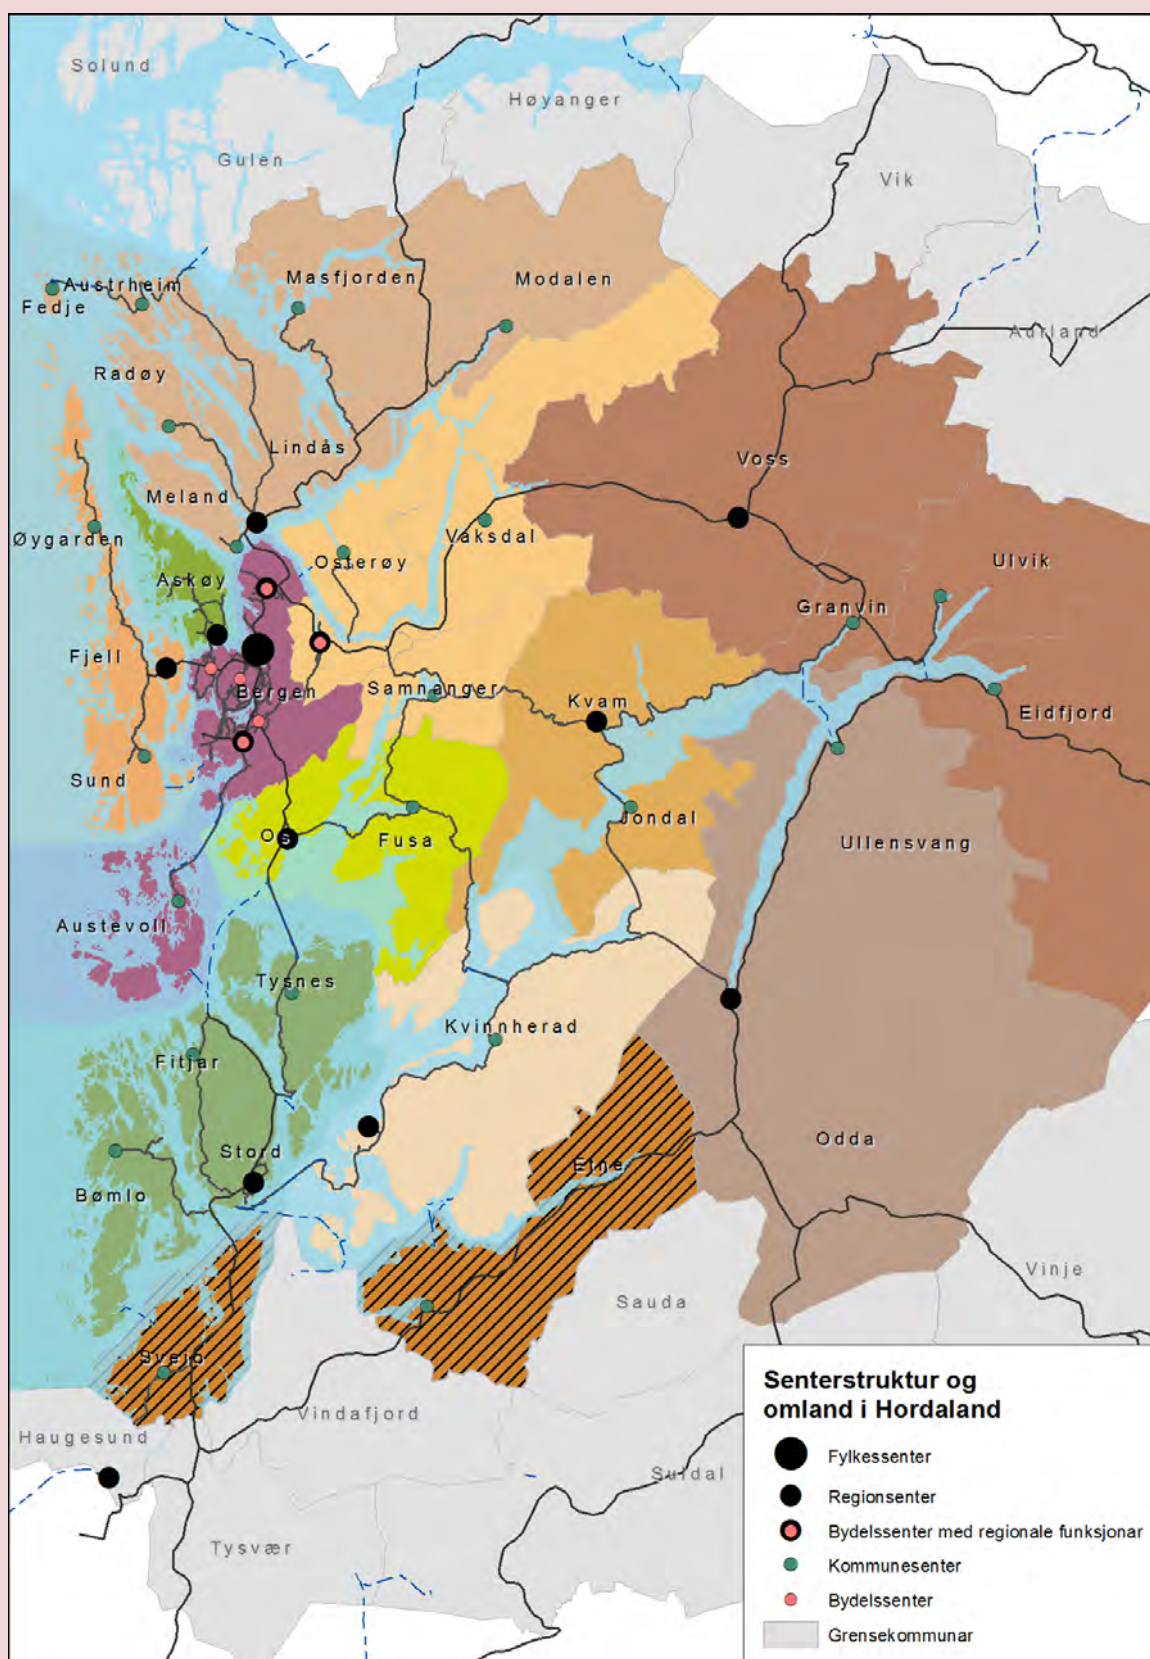 Solund
Høyanger
Gulen
Vik
Masfjorden
Austrheim
Modalen
Fedje
Aurland
Radøy
Lindås
Voss
Meland
Øygarden
Vaksdal
Osterøy
Ulvik
Askøy
Granvin
Fjell
Samnanger
Bergen
Kvam
Eidfjord
Sund
Jondal
Os
Fusa
Ullensvang
Austevoll
Tysnes
Kvinnherad
Fitjar
Odda
Stord
Etne
Bømlo
Vinje
Sauda
Sveio
Vindafjord
Haugesund
Suldal
Tysvær
Senterstruktur og
omland i Hordaland
Fylkessenter
Regionsenter
Bydelssenter med regionale funksjonar
Kommunesenter
Bydelssenter
Grensekommunar